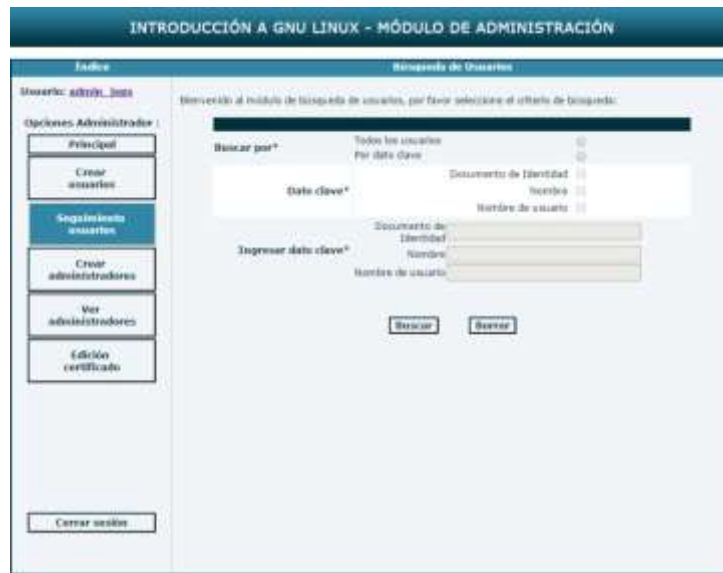 INTRODUCCIÓN A GNU LINUX - MÓDULO DE ADMINISTRACIÓN
Índice
Búsqueda de Usuarios
Usuario: admin_
Bienvenido al módulo de búsqueda de usuarios, por favor seleccione el criterio de búsqueda:
Opciones Administrador :
Principal
Crear
usuarios
Seguimiento
usuarios
Crear
administradores
Ver
administradores
Edición
certificado
Cerrar sesión
Buscar por*
Todos los usuarios
Por dato clave
Dato clave*
Documento de Identidad
Nombre
Nombre de usuario
Ingresar dato clave*
Documento de
Identidad
Nombre
Nombre de usuario
Buscar
Borrar